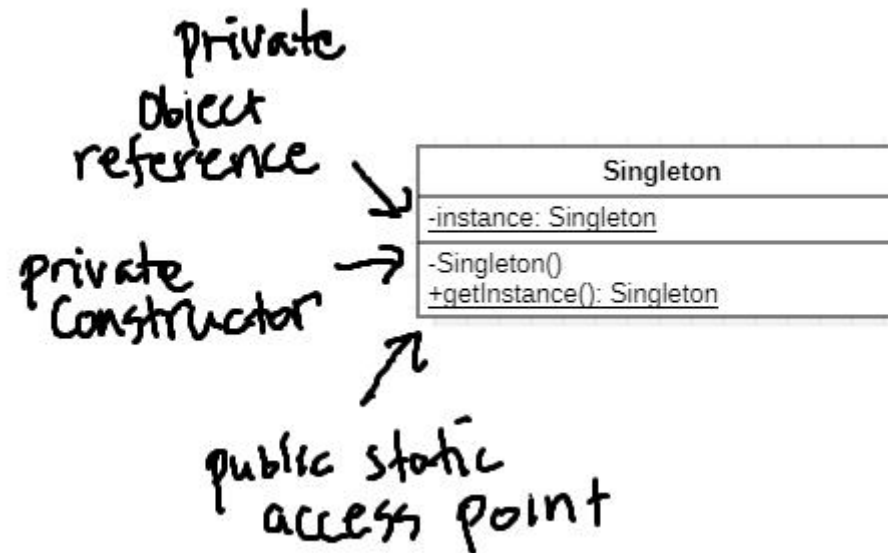 private
Object
reference
Singleton
-instance: Singleton
private
Constructor
-Singleton()
+getInstance(): Singleton
public static
access point